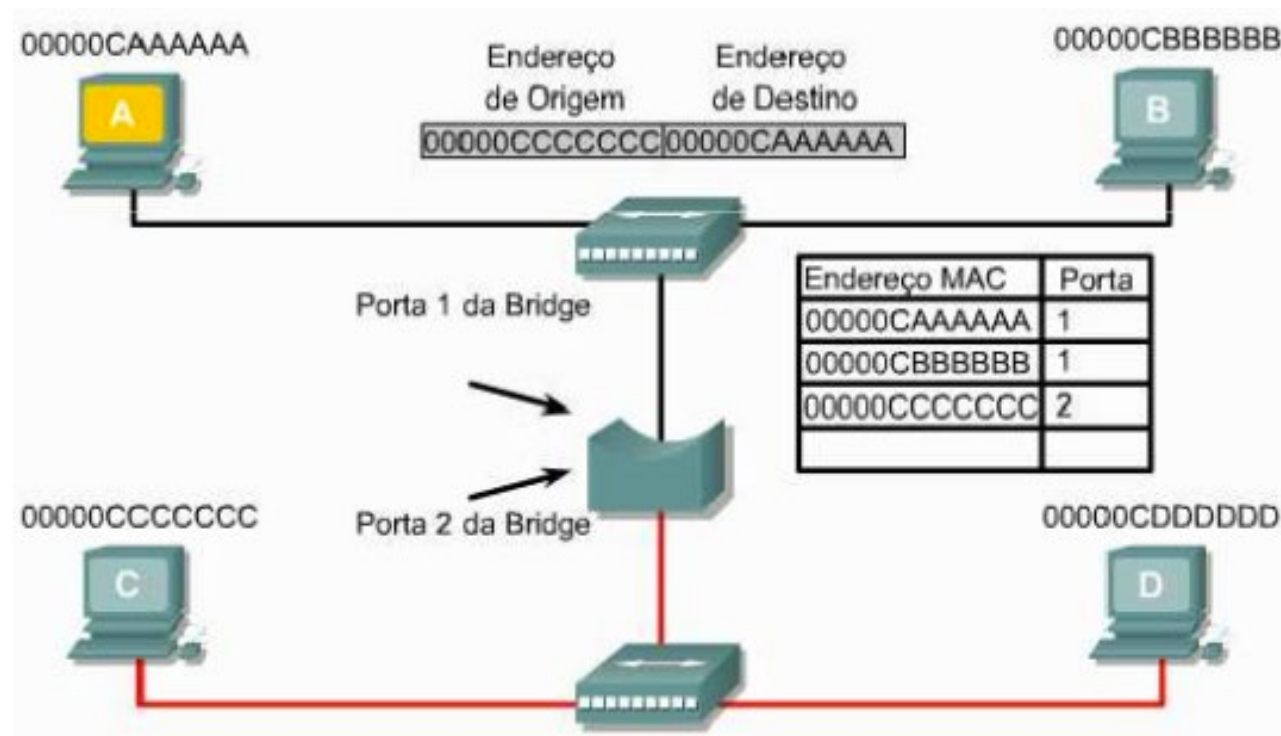 00000CAAAAAA
00000CBBBBBB
Endereço
de Origem
Endereço
de Destino
00000CCCCCCC 00000CAAAAAA
A
B
Porta 1 da Bridge
Endereço MAC Porta
00000CAAAAAA 1
00000CBBBBBB 1
00000CCCCCCC 2
Porta 2 da Bridge
00000CCCCCCC
00000CDDDDDD
C
D